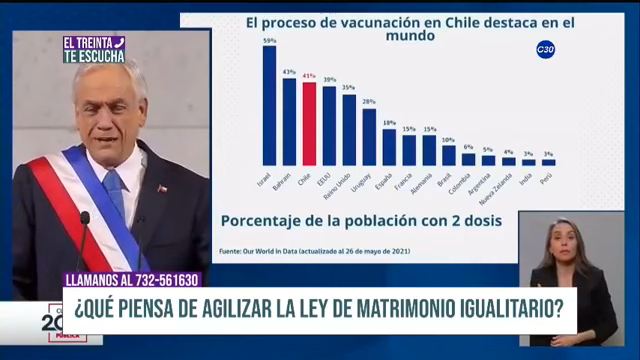 EL TREINTA
TE ESCUCHA
El proceso de vacunación en Chile destaca en el
mundo
C30
59%
43%
41%
39%
35%
28%
18%
15%
15%
10%
6%
5%
4%
3%
3%
Israel
Bahrain
Chile
EEUU
Reino Unido
Uruguay
España
Francia
Alemania
Brasil
Colombia
Argentina
Nueva Zelanda
India
Perú
Porcentaje de la población con 2 dosis
Fuente: Our World in Data (actualizado al 26 de mayo de 2021)
LLAMANOS AL 732-561630
¿QUÉ PIENSA DE AGILIZAR LA LEY DE MATRIMONIO IGUALITARIO?